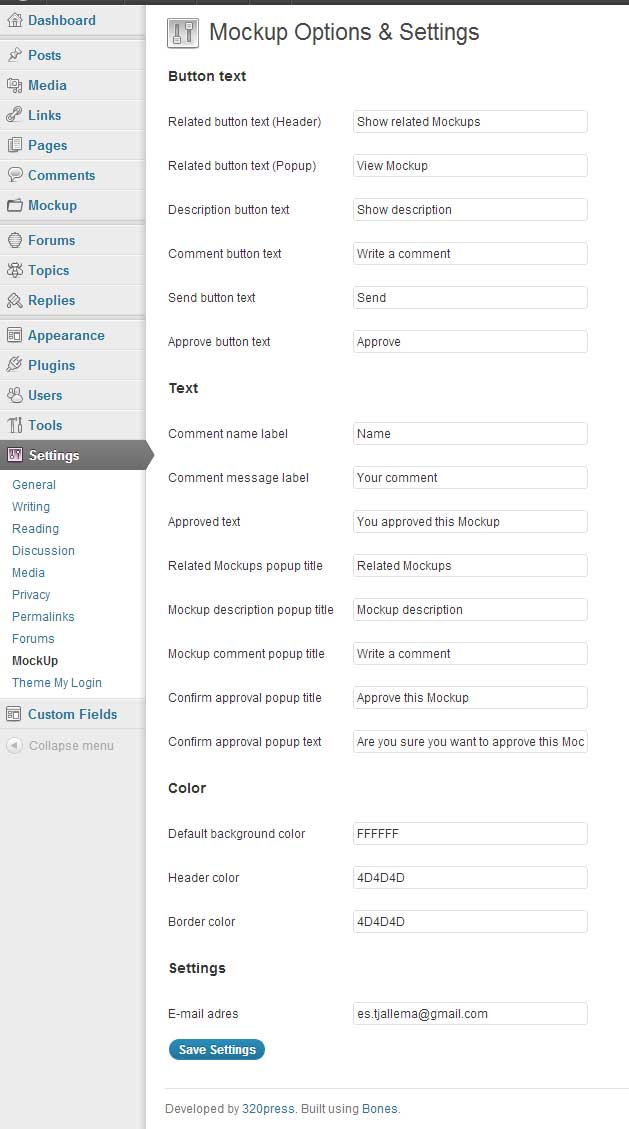 Dashboard
Posts
Media
Links
Pages
Comments
Mockup
Forums
Topics
Replies
Appearance
Plugins
Users
Tools
Settings
General
Writing
Reading
Discussion
Media
Privacy
Permalinks
Forums
MockUp
Theme My Login
Custom Fields
Collapse menu
Mockup Options & Settings
Button text
Related button text (Header) Show related Mockups
Related button text (Popup) View Mockup
Description button text Show description
Comment button text Write a comment
Send button text Send
Approve button text Approve
Text
Comment name label Name
Comment message label Your comment
Approved text You approved this Mockup
Related Mockups popup title Related Mockups
Mockup description popup title Mockup description
Mockup comment popup title Write a comment
Confirm approval popup title Approve this Mockup
Confirm approval popup text Are you sure you want to approve this Moc
Color
Default background color FFFFFF
Header color 4D4D4D
Border color 4D4D4D
Settings
E-mail adres es.tjallema@gmail.com
Save Settings
Developed by 320press. Built using Bones.